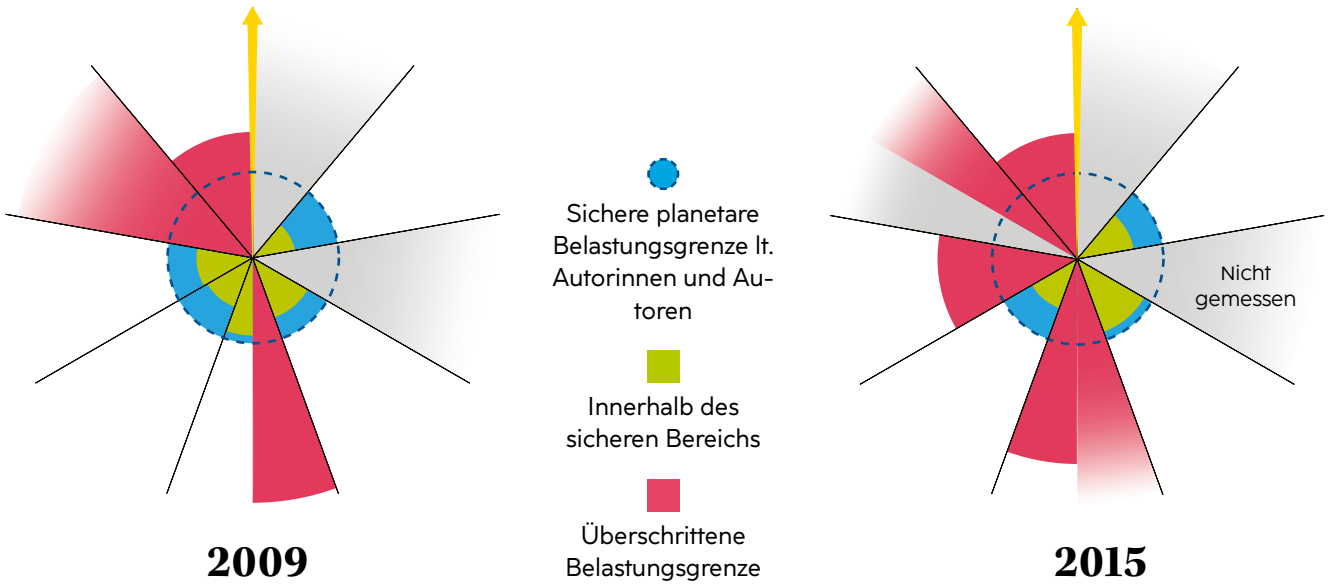 Sichere planetare
Belastungsgrenze lt.
Autorinnen und Au-
toren
Innerhalb des
sicheren Bereichs
Überschrittene
Belastungsgrenze
Nicht
gemessen
2009
2015